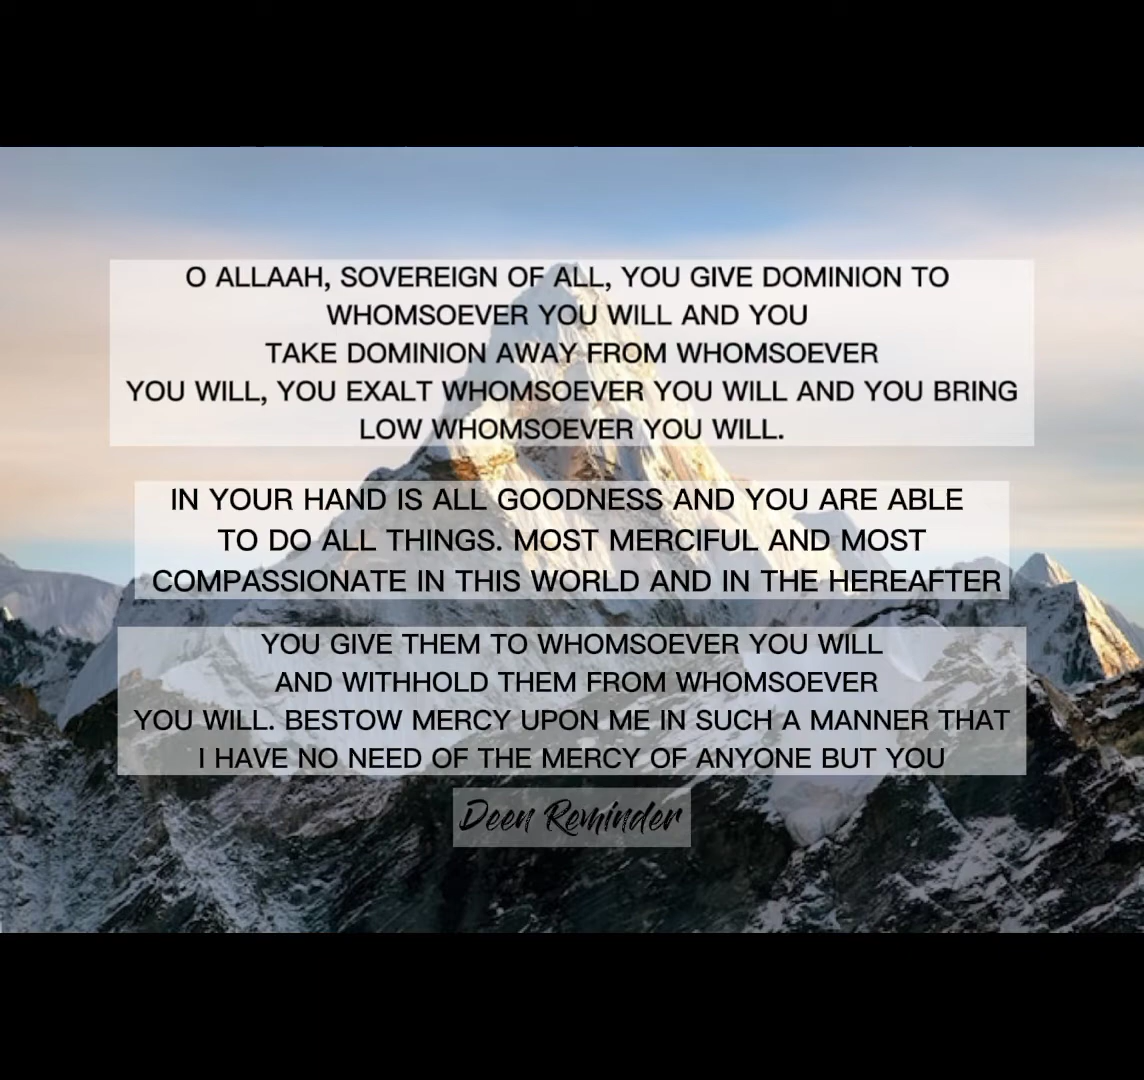 O ALLAAH, SOVEREIGN OF ALL, YOU GIVE DOMINION TO
WHOMSOEVER YOU WILL AND YOU
TAKE DOMINION AWAY FROM WHOMSOEVER
YOU WILL, YOU EXALT WHOMSOEVER YOU WILL AND YOU BRING
LOW WHOMSOEVER YOU WILL.
IN YOUR HAND IS ALL GOODNESS AND YOU ARE ABLE
TO DO ALL THINGS. MOST MERCIFUL AND MOST
COMPASSIONATE IN THIS WORLD AND IN THE HEREAFTER
YOU GIVE THEM TO WHOMSOEVER YOU WILL
AND WITHHOLD THEM FROM WHOMSOEVER
YOU WILL. BESTOW MERCY UPON ME IN SUCH A MANNER THAT
I HAVE NO NEED OF THE MERCY OF ANYONE BUT YOU
Deen Reminder